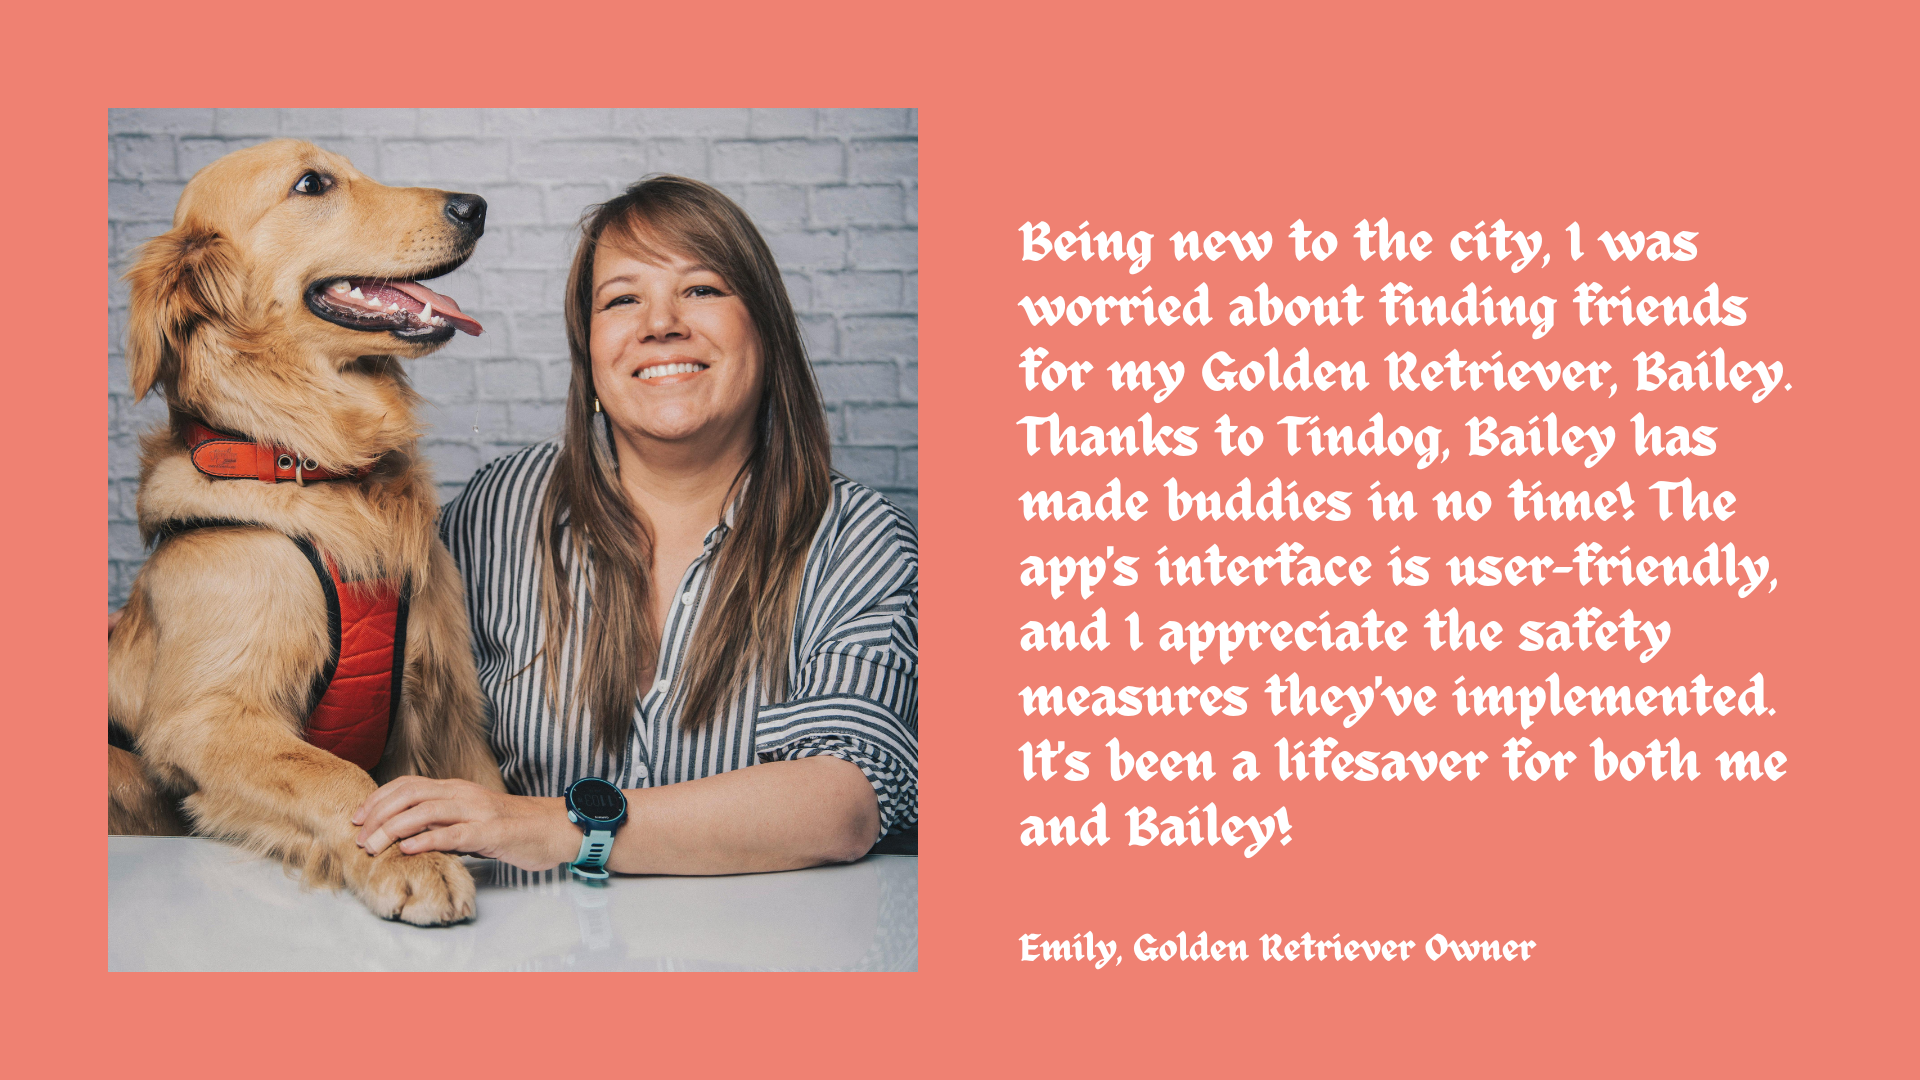 Being new to the city, I was
worried about finding friends
for my Golden Retriever, Bailey.
Thanks to Tindog, Bailey has
made buddies in no time! The
app's interface is user-friendly,
and I appreciate the safety
measures they've implemented.
It's been a lifesaver for both me
and Bailey!
Emily, Golden Retriever Owner